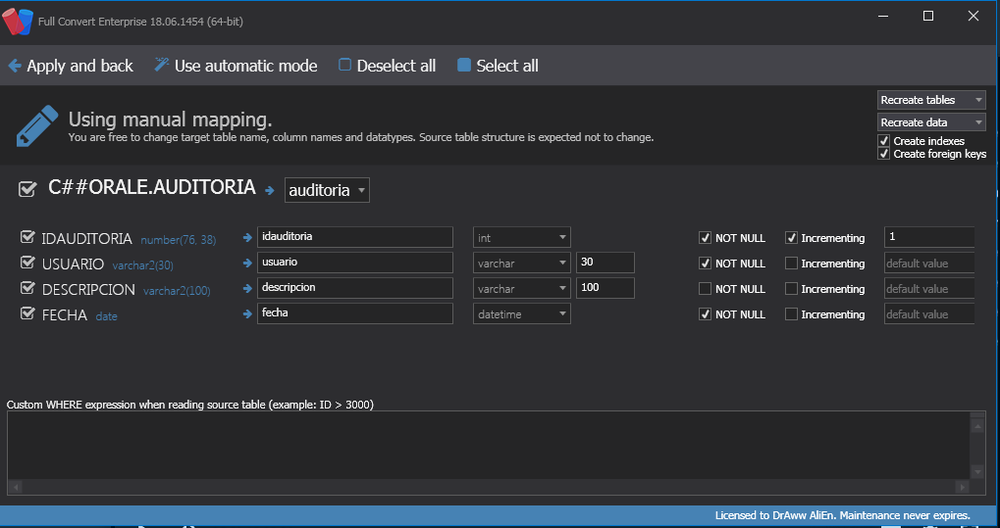 Full Convert Enterprise 18.06.1454 (64-bit)
Apply and back Use automatic mode Deselect all Select all
Using manual mapping.
You are free to change target table name, column names and datatypes. Source table structure is expected not to change.
Recreate tables
Recreate data
Create indexes
Create foreign keys
C##ORALE.AUDITORIA auditoria
IDAUDITORIA number(76, 38) idauditoria int NOT NULL Incrementing 1
USUARIO varchar2(30) usuario varchar 30 NOT NULL Incrementing default value
DESCRIPCION varchar2(100) descripcion varchar 100 NOT NULL Incrementing default value
FECHA date fecha datetime NOT NULL Incrementing default value
Custom WHERE expression when reading source table (example: ID > 3000)
Licensed to DrAww AliEn. Maintenance never expires.